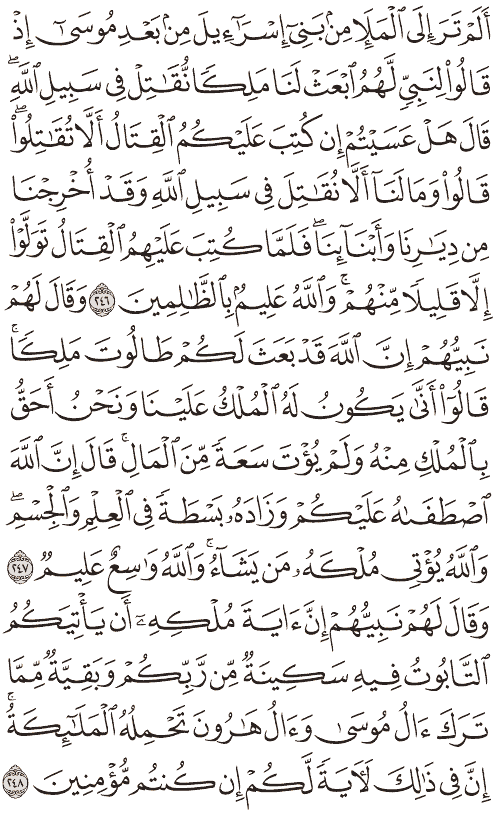 أَلَمْ تَرَ إِلَى ٱلْمَلَإِ مِنۢ بَنِىٓ إِسْرَٰٓءِيلَ مِنۢ بَعْدِ مُوسَىٰٓ إِذْ
قَالُوا۟ لِنَبِىٍّ لَّهُمُ ٱبْعَثْ لَنَا مَلِكًا نُّقَٰتِلْ فِى سَبِيلِ ٱللَّهِ ۖ
قَالَ هَلْ عَسَيْتُمْ إِن كُتِبَ عَلَيْكُمُ ٱلْقِتَالُ أَلَّا تُقَٰتِلُوا۟ ۖ
قَالُوا۟ وَمَا لَنَآ أَلَّا نُقَٰتِلَ فِى سَبِيلِ ٱللَّهِ وَقَدْ أُخْرِجْنَا
مِن دِيَٰرِنَا وَأَبْنَآئِنَا ۖ فَلَمَّا كُتِبَ عَلَيْهِمُ ٱلْقِتَالُ تَوَلَّوْا۟
إِلَّا قَلِيلًا مِّنْهُمْ ۗ وَٱللَّهُ عَلِيمٌۢ بِٱلظَّٰلِمِينَ ٢٤٦ وَقَالَ لَهُمْ
نَبِيُّهُمْ إِنَّ ٱللَّهَ قَدْ بَعَثَ لَكُمْ طَالُوتَ مَلِكًا ۚ
قَالُوٓا۟ أَنَّىٰ يَكُونُ لَهُ ٱلْمُلْكُ عَلَيْنَا وَنَحْنُ أَحَقُّ
بِٱلْمُلْكِ مِنْهُ وَلَمْ يُؤْتَ سَعَةً مِّنَ ٱلْمَالِ ۚ قَالَ إِنَّ ٱللَّهَ
ٱصْطَفَىٰهُ عَلَيْكُمْ وَزَادَهُۥ بَسْطَةً فِى ٱلْعِلْمِ وَٱلْجِسْمِ ۖ
وَٱللَّهُ يُؤْتِى مُلْكَهُۥ مَن يَشَآءُ ۚ وَٱللَّهُ وَٰسِعٌ عَلِيمٌ ٢٤٧
وَقَالَ لَهُمْ نَبِيُّهُمْ إِنَّ ءَايَةَ مُلْكِهِۦٓ أَن يَأْتِيَكُمُ
ٱلتَّابُوتُ فِيهِ سَكِينَةٌ مِّن رَّبِّكُمْ وَبَقِيَّةٌ مِّمَّا
تَرَكَ ءَالُ مُوسَىٰ وَءَالُ هَٰرُونَ تَحْمِلُهُ ٱلْمَلَٰٓئِكَةُ ۚ
إِنَّ فِى ذَٰلِكَ لَءَايَةً لَّكُمْ إِن كُنتُم مُّؤْمِنِينَ ٢٤٨